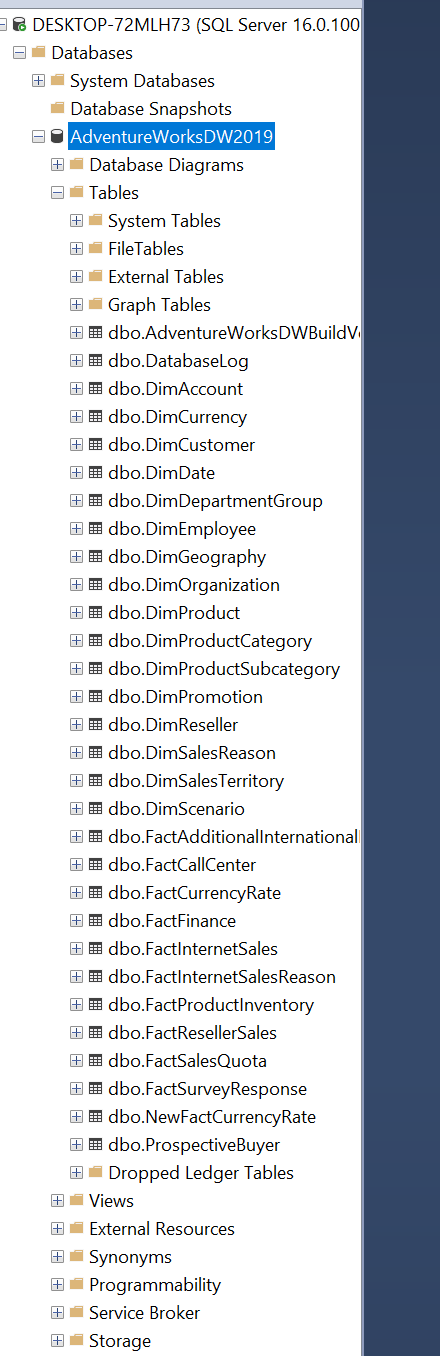 DESKTOP-72MLH73 (SQL Server 16.0.100
Databases
System Databases
Database Snapshots
AdventureWorksDW2019
Database Diagrams
Tables
System Tables
FileTables
External Tables
Graph Tables
dbo.AdventureWorksDWBuildVe
dbo.DatabaseLog
dbo.DimAccount
dbo.DimCurrency
dbo.DimCustomer
dbo.DimDate
dbo.DimDepartmentGroup
dbo.DimEmployee
dbo.DimGeography
dbo.DimOrganization
dbo.DimProduct
dbo.DimProductCategory
dbo.DimProductSubcategory
dbo.DimPromotion
dbo.DimReseller
dbo.DimSalesReason
dbo.DimSalesTerritory
dbo.DimScenario
dbo.FactAdditionalInternational
dbo.FactCallCenter
dbo.FactCurrencyRate
dbo.FactFinance
dbo.FactInternetSales
dbo.FactInternetSalesReason
dbo.FactProductInventory
dbo.FactResellerSales
dbo.FactSalesQuota
dbo.FactSurveyResponse
dbo.NewFactCurrencyRate
dbo.ProspectiveBuyer
Dropped Ledger Tables
Views
External Resources
Synonyms
Programmability
Service Broker
Storage